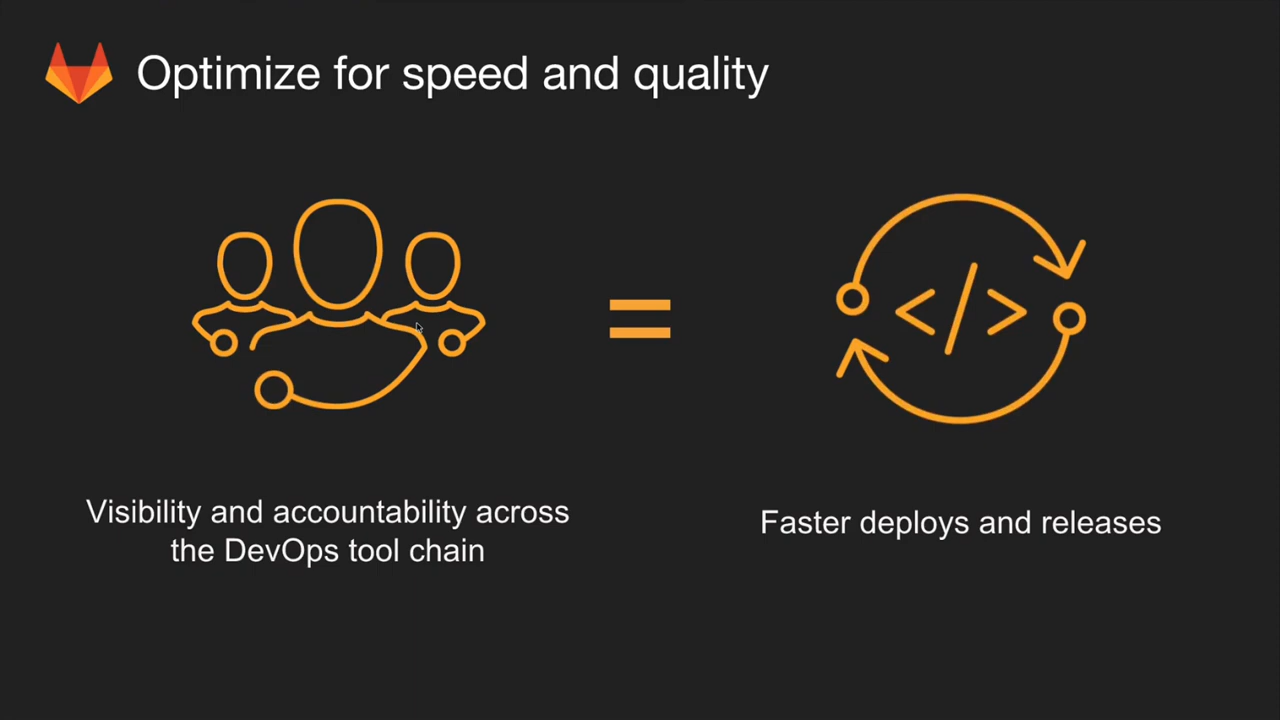 Optimize for speed and quality
=
</>
Visibility and accountability across
the DevOps tool chain
Faster deploys and releases